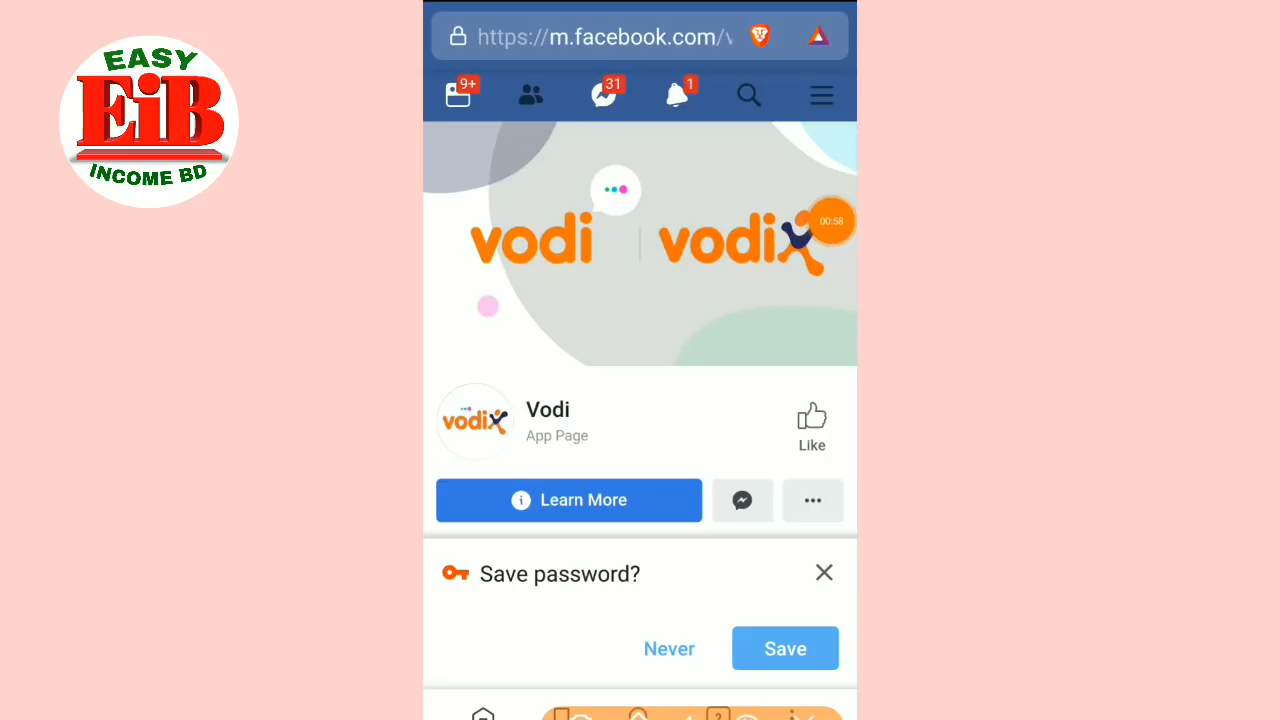 EASY
EiB
INCOME BD
https://m.facebook.com/v
9+
31
1
vodi
vodix
00:58
vodix
Vodi
App Page
Like
Learn More
Save password?
Never
Save
2